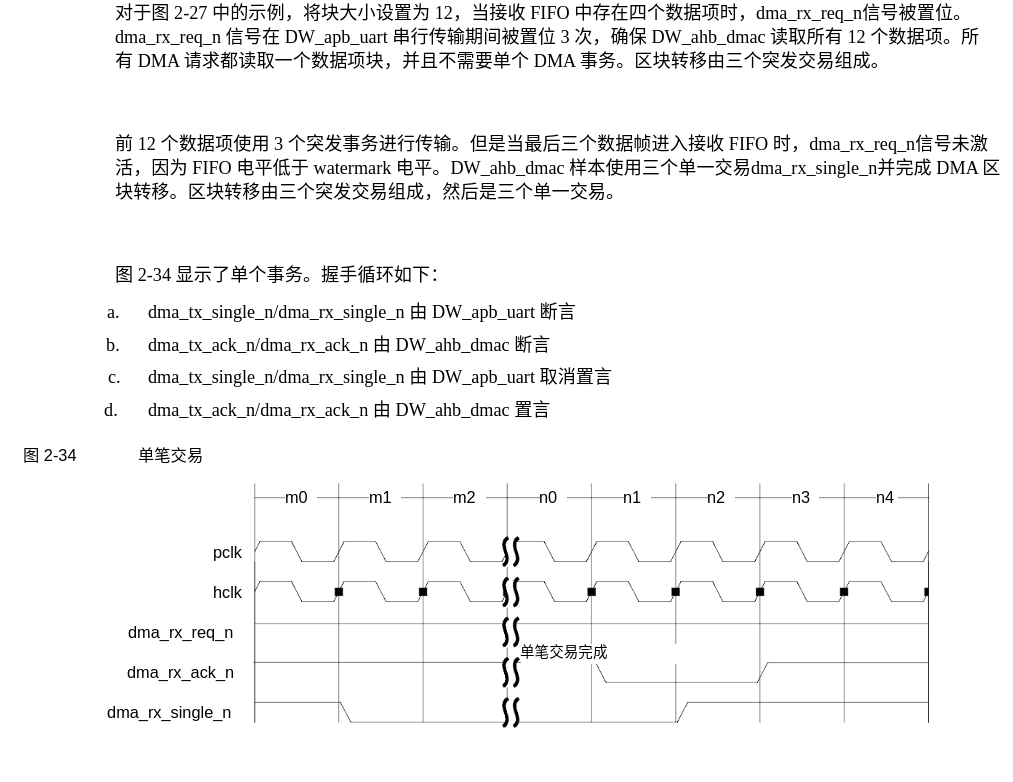 对于图 2-27 中的示例，将块大小设置为 12，当接收 FIFO 中存在四个数据项时，dma_rx_req_n信号被置位。
dma_rx_req_n 信号在 DW_apb_uart 串行传输期间被置位 3 次，确保 DW_ahb_dmac 读取所有 12 个数据项。所
有 DMA 请求都读取一个数据项块，并且不需要单个 DMA 事务。区块转移由三个突发交易组成。
前 12 个数据项使用 3 个突发事务进行传输。但是当最后三个数据帧进入接收 FIFO 时，dma_rx_req_n信号未激
活，因为 FIFO 电平低于 watermark 电平。DW_ahb_dmac 样本使用三个单一交易dma_rx_single_n并完成 DMA 区
块转移。区块转移由三个突发交易组成，然后是三个单一交易。
图 2-34 显示了单个事务。握手循环如下：
a. dma_tx_single_n/dma_rx_single_n 由 DW_apb_uart 断言
b. dma_tx_ack_n/dma_rx_ack_n 由 DW_ahb_dmac 断言
c. dma_tx_single_n/dma_rx_single_n 由 DW_apb_uart 取消置言
d. dma_tx_ack_n/dma_rx_ack_n 由 DW_ahb_dmac 置言
图 2-34 单笔交易
m0 m1 m2 n0 n1 n2 n3 n4
pclk
hclk
dma_rx_req_n
单笔交易完成
dma_rx_ack_n
dma_rx_single_n